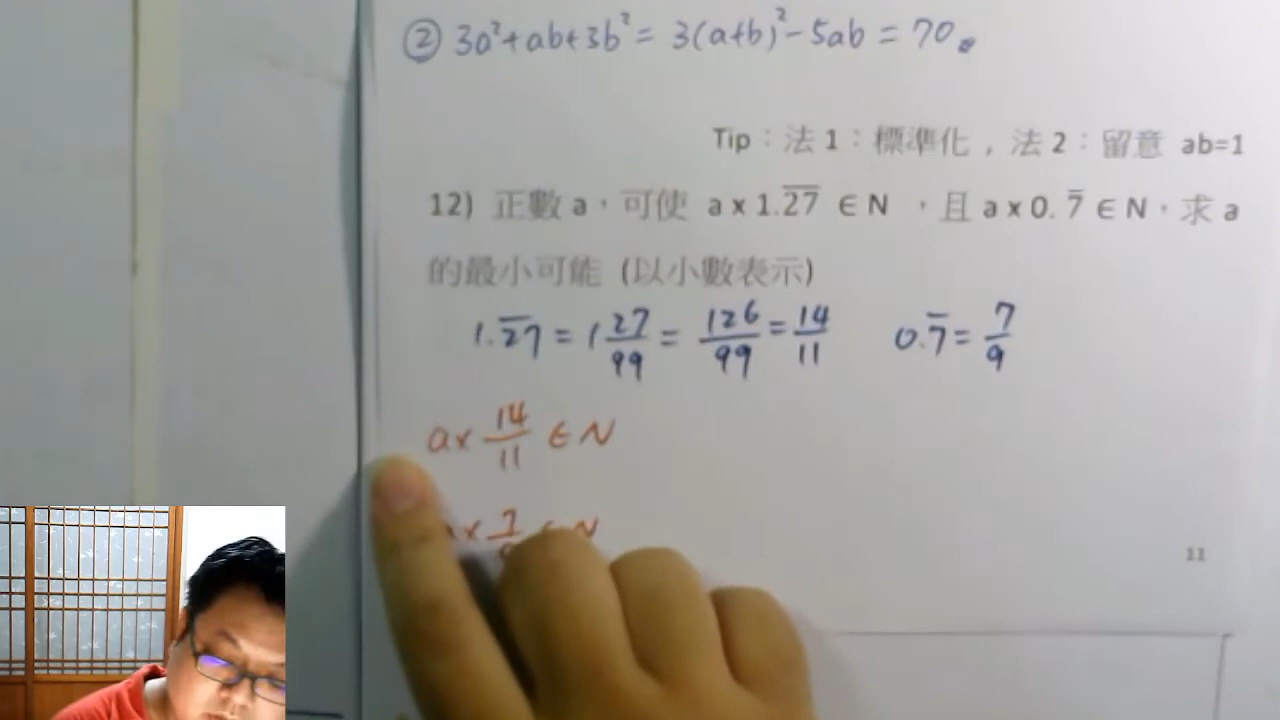 ② 3a²+ab+3b² = 3(a+b)² - 5ab = 70。
Tip：法 1：標準化，法 2：留意 ab=1
12) 正數 a，可使 a x 1.2̅7̅ ∈ N ，且 a x 0. 7̅ ∈ N，求 a
的最小可能 (以小數表示)
1.2̅7̅ = 1 27/99 = 126/99 = 14/11 0.7̅ = 7/9
a× 14/11 ∈ N
× 7 ∈ N
11